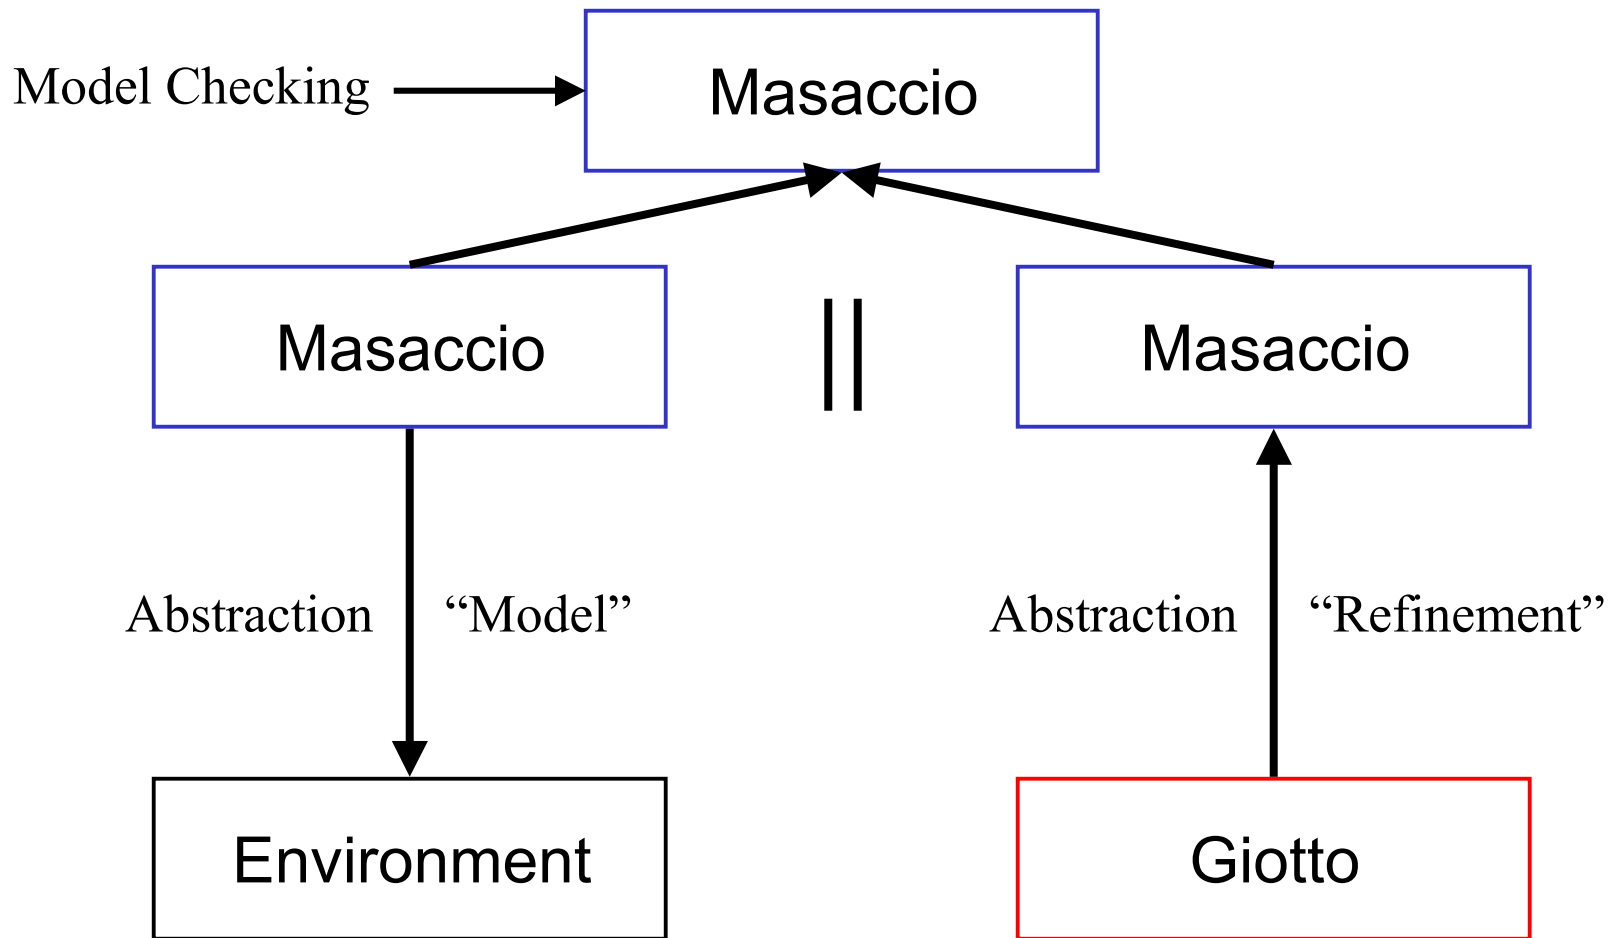 Model Checking
Masaccio
Masaccio
||
Masaccio
Abstraction
“Model”
Abstraction
“Refinement”
Environment
Giotto